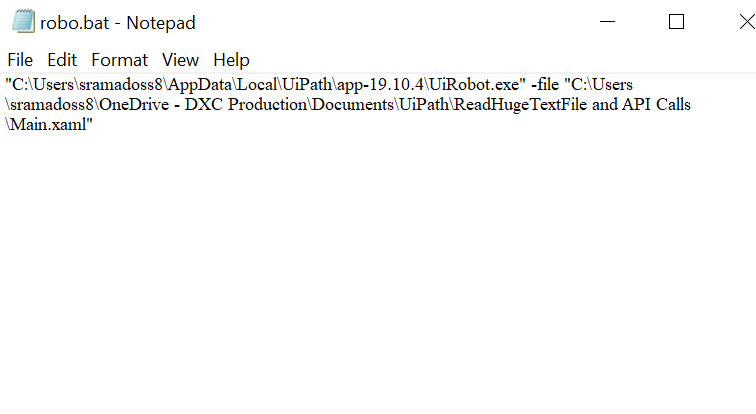 robo.bat - Notepad
File Edit Format View Help
"C:\Users\sramadoss8\AppData\Local\UiPath\app-19.10.4\UiRobot.exe" -file "C:\Users
\sramadoss8\OneDrive - DXC Production\Documents\UiPath\ReadHugeTextFile and API Calls
\Main.xaml"